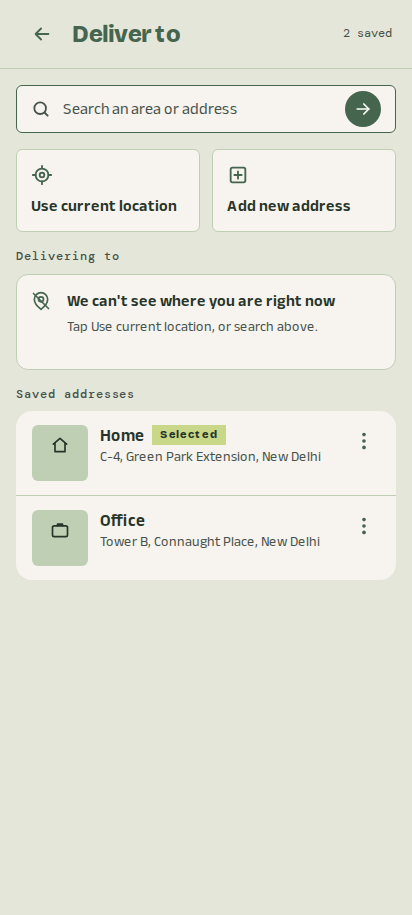 Deliver to
2 saved
Search an area or address
Use current location
Add new address
Delivering to
We can't see where you are right now
Tap Use current location, or search above.
Saved addresses
Home
Selected
C-4, Green Park Extension, New Delhi
Office
Tower B, Connaught Place, New Delhi